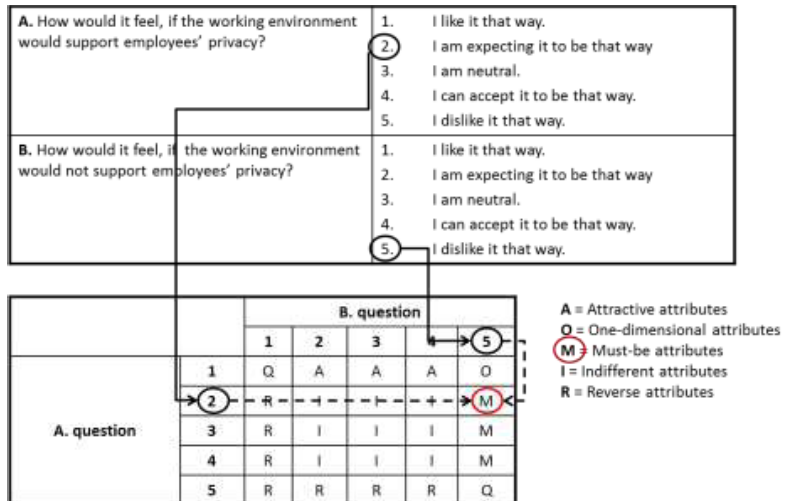 A. How would it feel, if the working environment
would support employees' privacy?
1. I like it that way.
2. I am expecting it to be that way
3. I am neutral.
4. I can accept it to be that way.
5. I dislike it that way.
B. How would it feel, if the working environment
would not support employees' privacy?
1. I like it that way.
2. I am expecting it to be that way
3. I am neutral.
4. I can accept it to be that way.
5. I dislike it that way.
B. question
1 2 3 4 5
A. question
1 Q A A A O
2 R I I I M
3 R I I I M
4 R I I I M
5 R R R R Q
A = Attractive attributes
O = One-dimensional attributes
M = Must-be attributes
I = Indifferent attributes
R = Reverse attributes